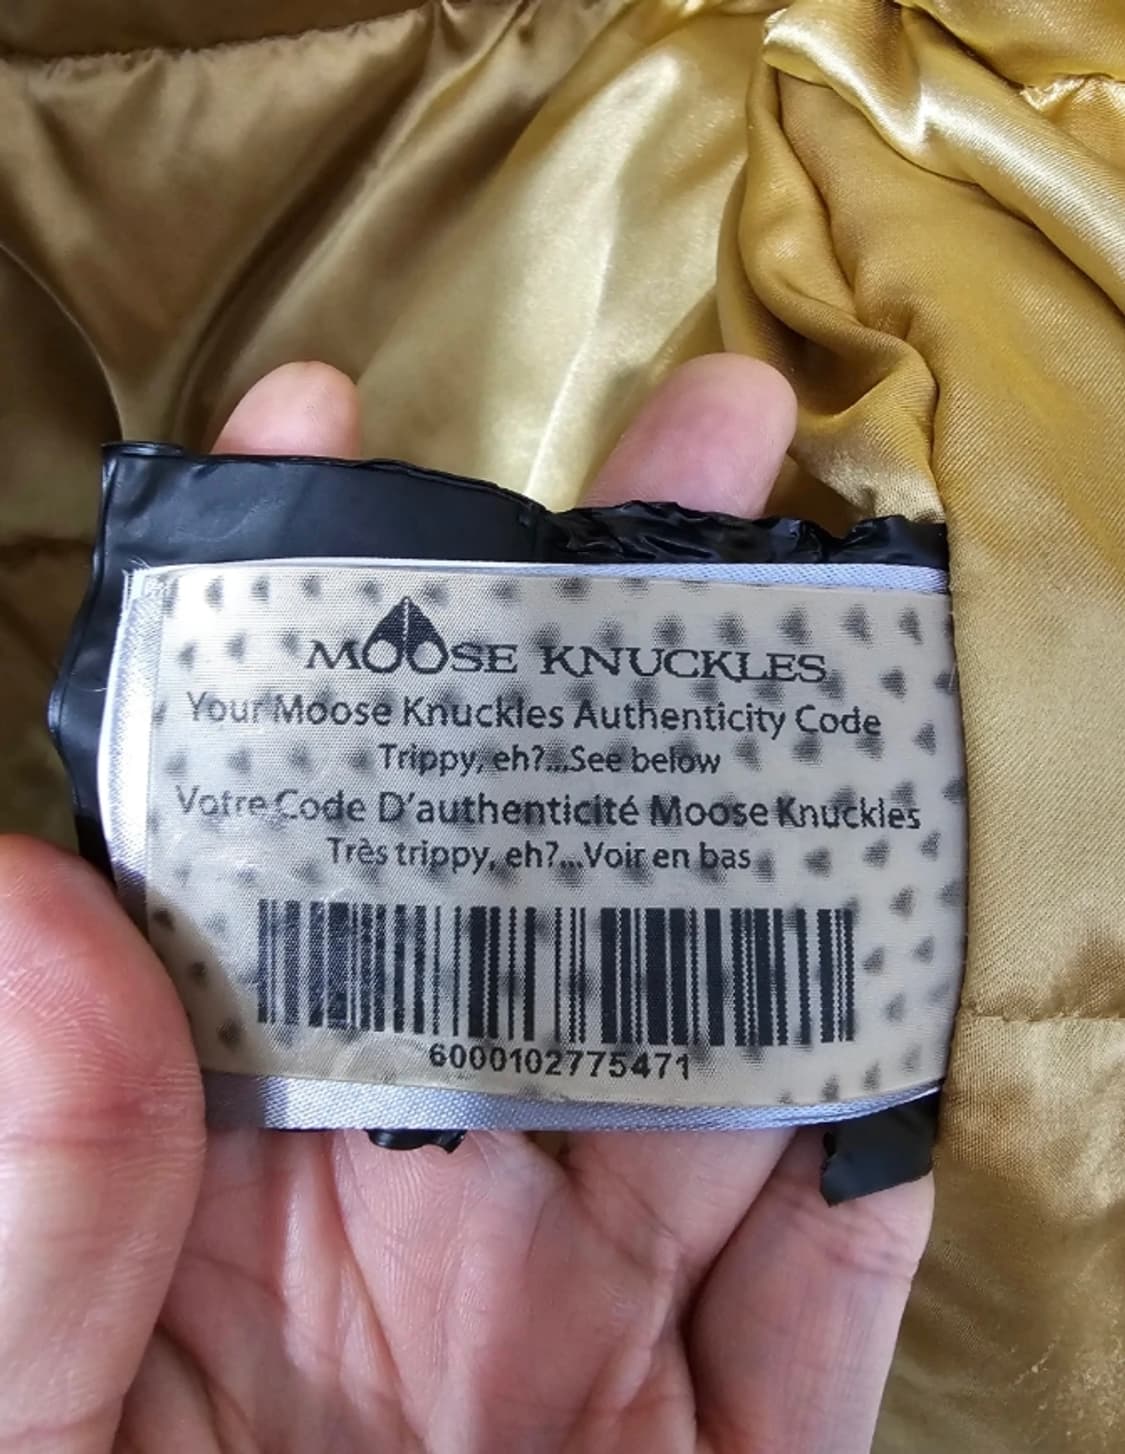 MOOSE KNUCKLES
Your Moose Knuckles Authenticity Code
Trippy, eh?...See below
Votre Code D'authenticité Moose Knuckles
Très trippy, eh?...Voir en bas
6000102775471